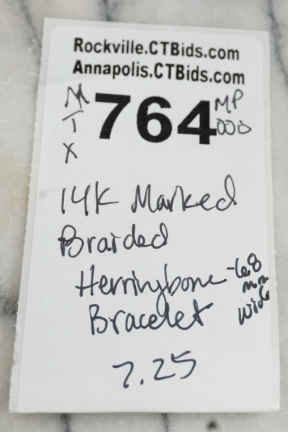 Rockville.CTBids.com
Annapolis.CTBids.com
M
T
X
764
MP
000
14K Marked
Braided
Herringbone -6.8
mm
wide
Bracelet
7.25